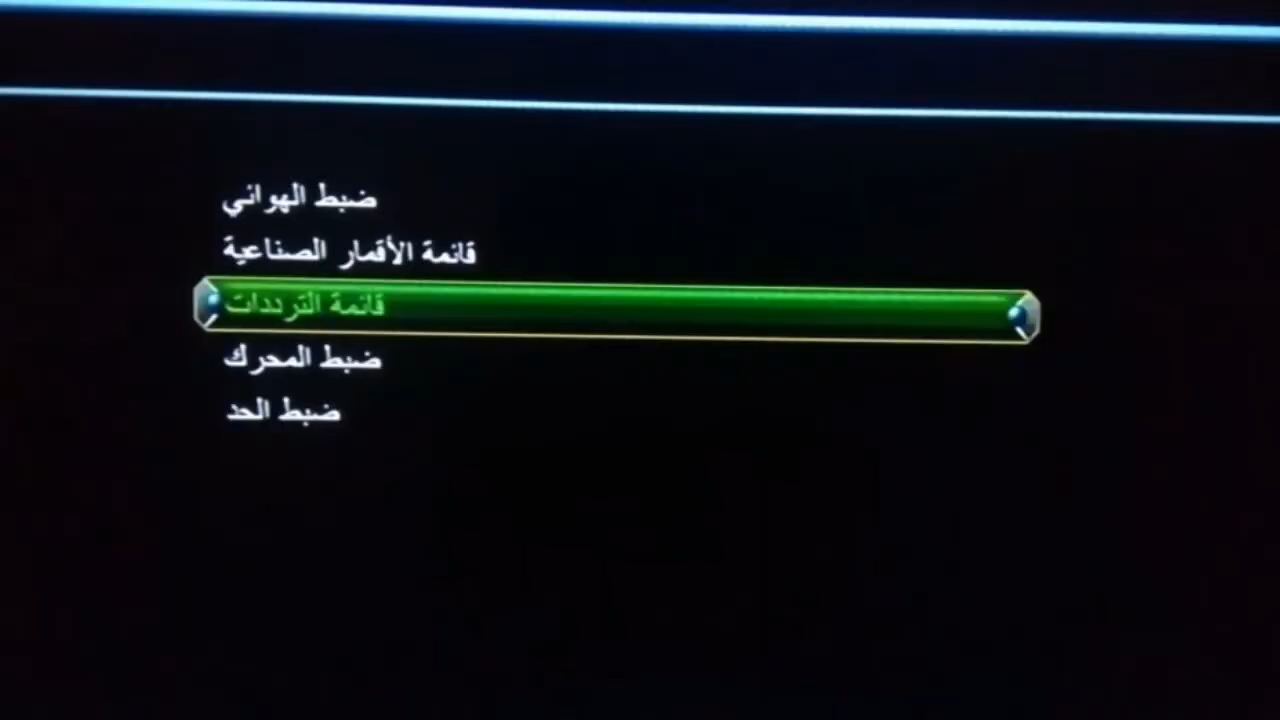 ضبط الهوائي
قائمة الأقمار الصناعية
قائمة الترددات
ضبط المحرك
ضبط الحد